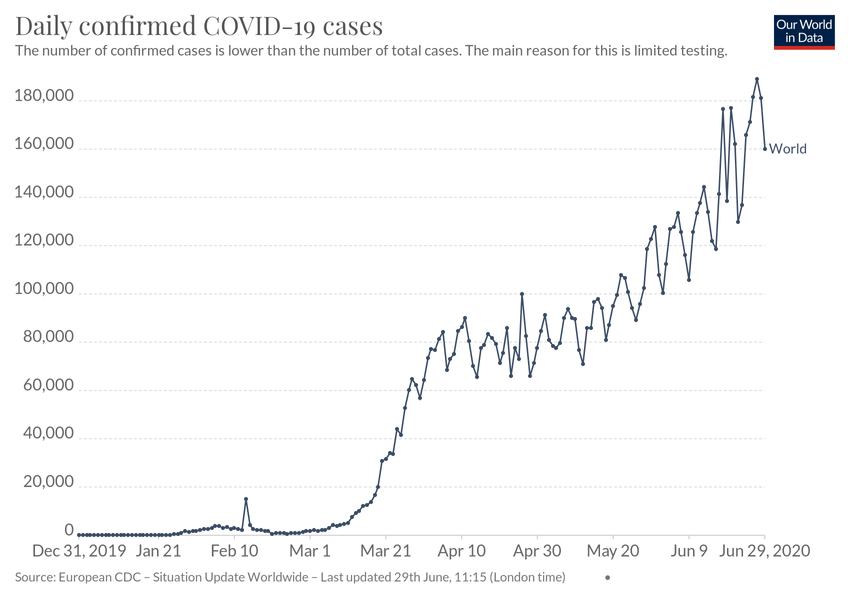 Daily confirmed COVID-19 cases
Our World
in Data
The number of confirmed cases is lower than the number of total cases. The main reason for this is limited testing.
180,000
160,000
World
140,000
120,000
100,000
80,000
60,000
40,000
20,000
0
Dec 31, 2019 Jan 21 Feb 10 Mar 1 Mar 21 Apr 10 Apr 30 May 20 Jun 9 Jun 29, 2020
Source: European CDC – Situation Update Worldwide – Last updated 29th June, 11:15 (London time) •